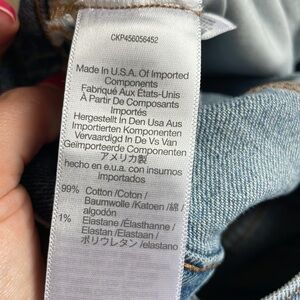 CKP456056452
Made In U.S.A. Of Imported
Components
Fabriqué Aux États-Unis
À Partir De Composants
Importés
Hergestellt In Den Usa Aus
Importierten Komponenten
Vervaardigd In De Vs Van
Geïmporteerde Componenten
アメリカ製
hecho en e.u.a. con insumos
importados
99% Cotton /Coton /
Baumwolle /Katoen /綿 /
algodón
1% Elastane /Élasthanne /
Elastan /Elastaan /
ポリウレタン /elastano